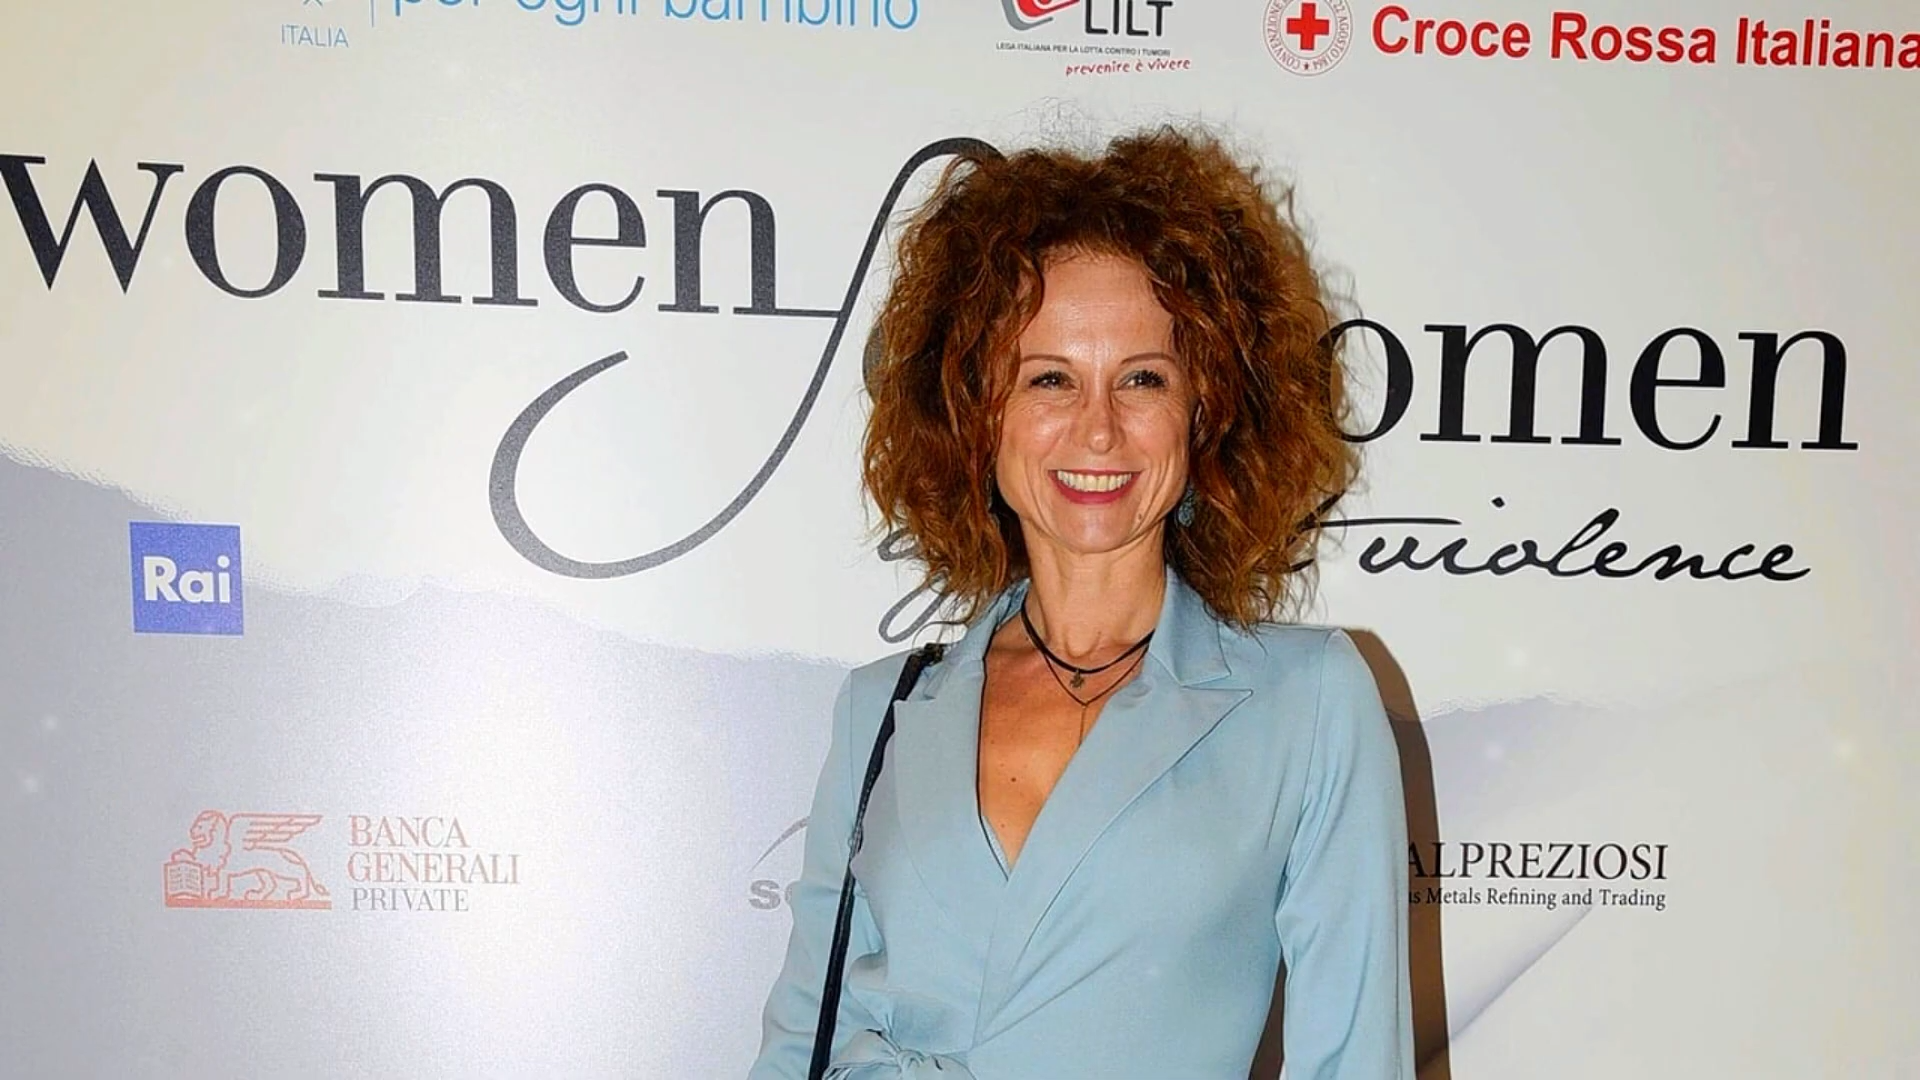 ITALIA
per ogni bambino
LILT
LEGA ITALIANA PER LA LOTTA CONTRO I TUMORI
prevenire è vivere
Croce Rossa Italiana
women
omen
violence
Rai
BANCA
GENERALI
PRIVATE
ALPREZIOSI
Metals Refining and Trading